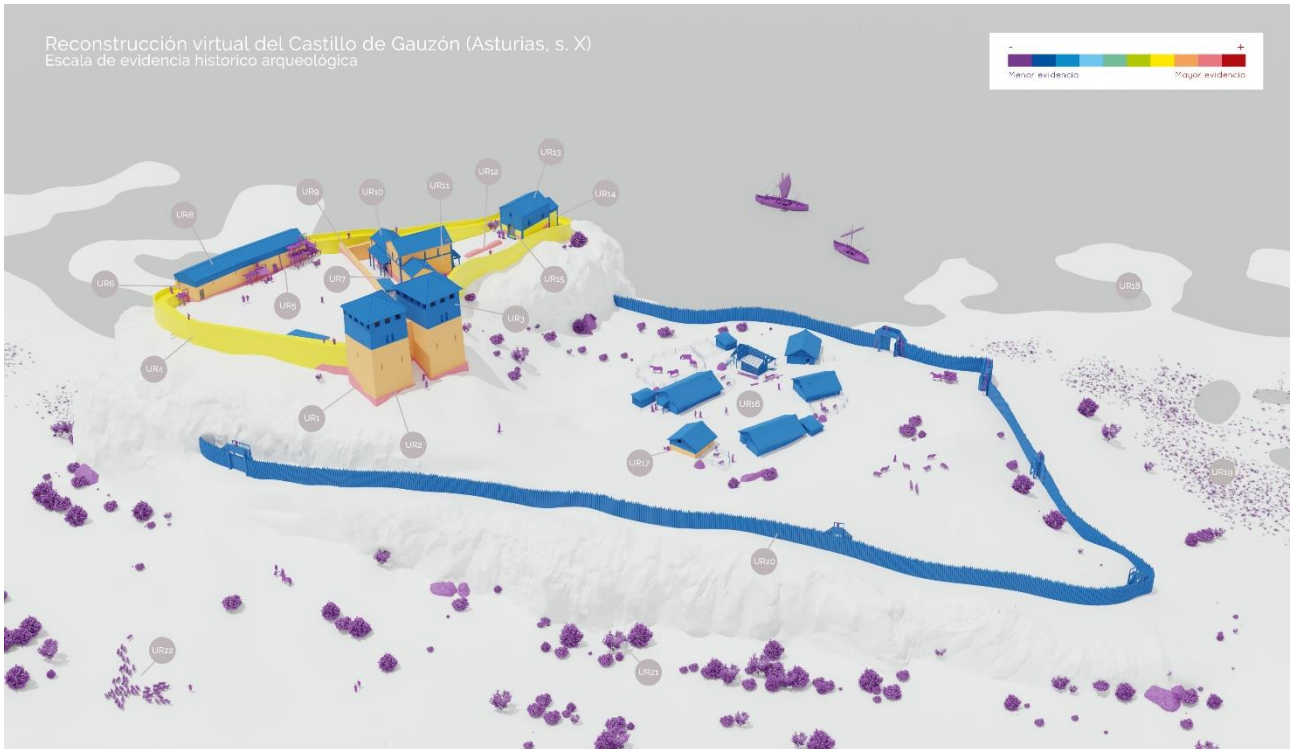 Reconstrucción virtual del Castillo de Gauzón (Asturias, s. X)
Escala de evidencia historico arqueológica
- +
Menor evidencia Mayor evidencia
UR13
UR12
UR11
UR10
UR9
UR14
UR8
UR7
UR15
UR6
UR5
UR18
UR3
UR4
UR16
UR1
UR2
UR17
UR19
UR20
UR22
UR21